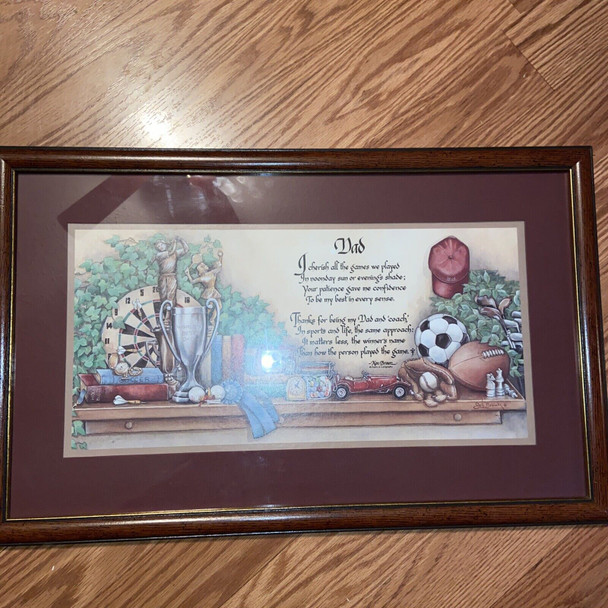 Dad
I cherish all the games we played
In noonday sun or evening's shade;
Your patience gave me confidence
To be my best in every sense.
Thanks for being my Dad and 'coach'
In sports and life, the same approach:
It matters less, the winner's name
Than how the person played the game.